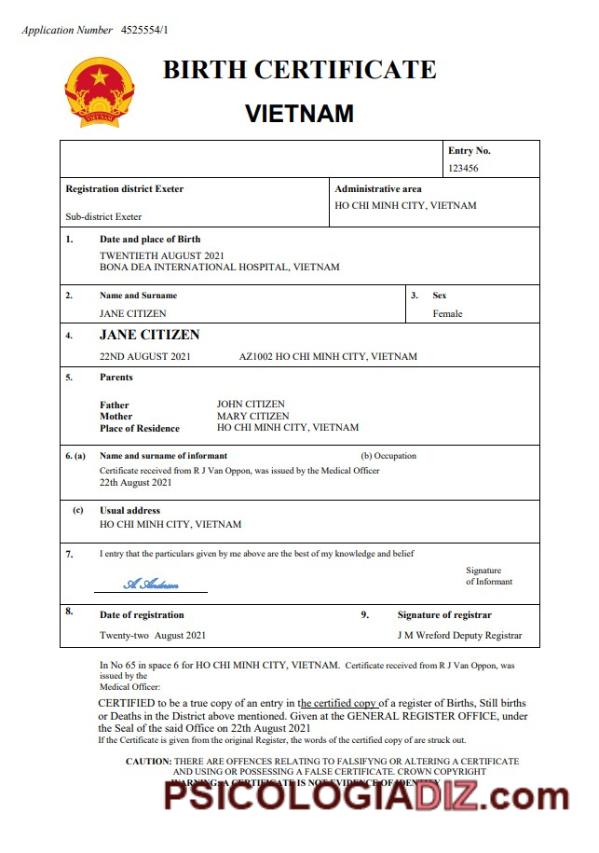 Application Number 4525554/1
BIRTH CERTIFICATE
VIETNAM
Entry No.
123456
Registration district Exeter
Sub-district Exeter
Administrative area
HO CHI MINH CITY, VIETNAM
1. Date and place of Birth
TWENTIETH AUGUST 2021
BONA DEA INTERNATIONAL HOSPITAL, VIETNAM
2. Name and Surname
JANE CITIZEN
3. Sex
Female
4. JANE CITIZEN
22ND AUGUST 2021 AZ1002 HO CHI MINH CITY, VIETNAM
5. Parents
Father JOHN CITIZEN
Mother MARY CITIZEN
Place of Residence HO CHI MINH CITY, VIETNAM
6. (a) Name and surname of informant (b) Occupation
Certificate received from R J Van Oppon, was issued by the Medical Officer
22th August 2021
(c) Usual address
HO CHI MINH CITY, VIETNAM
7. I entry that the particulars given by me above are the best of my knowledge and belief
Signature
of Informant
8. Date of registration
Twenty-two August 2021
9. Signature of registrar
J M Wreford Deputy Registrar
In No 65 in space 6 for HO CHI MINH CITY, VIETNAM. Certificate received from R J Van Oppon, was
issued by the
Medical Officer:
CERTIFIED to be a true copy of an entry in the certified copy of a register of Births, Still births
or Deaths in the District above mentioned. Given at the GENERAL REGISTER OFFICE, under
the Seal of the said Office on 22th August 2021
If the Certificate is given from the original Register, the words of the certified copy of are struck out.
CAUTION: THERE ARE OFFENCES RELATING TO FALSIFYNG OR ALTERING A CERTIFICATE
AND USING OR POSSESSING A FALSE CERTIFICATE. CROWN COPYRIGHT
WARNING: A CERTIFICATE IS NOT EVIDENCE OF IDENTITY
PSICOLOGIADIZ.com